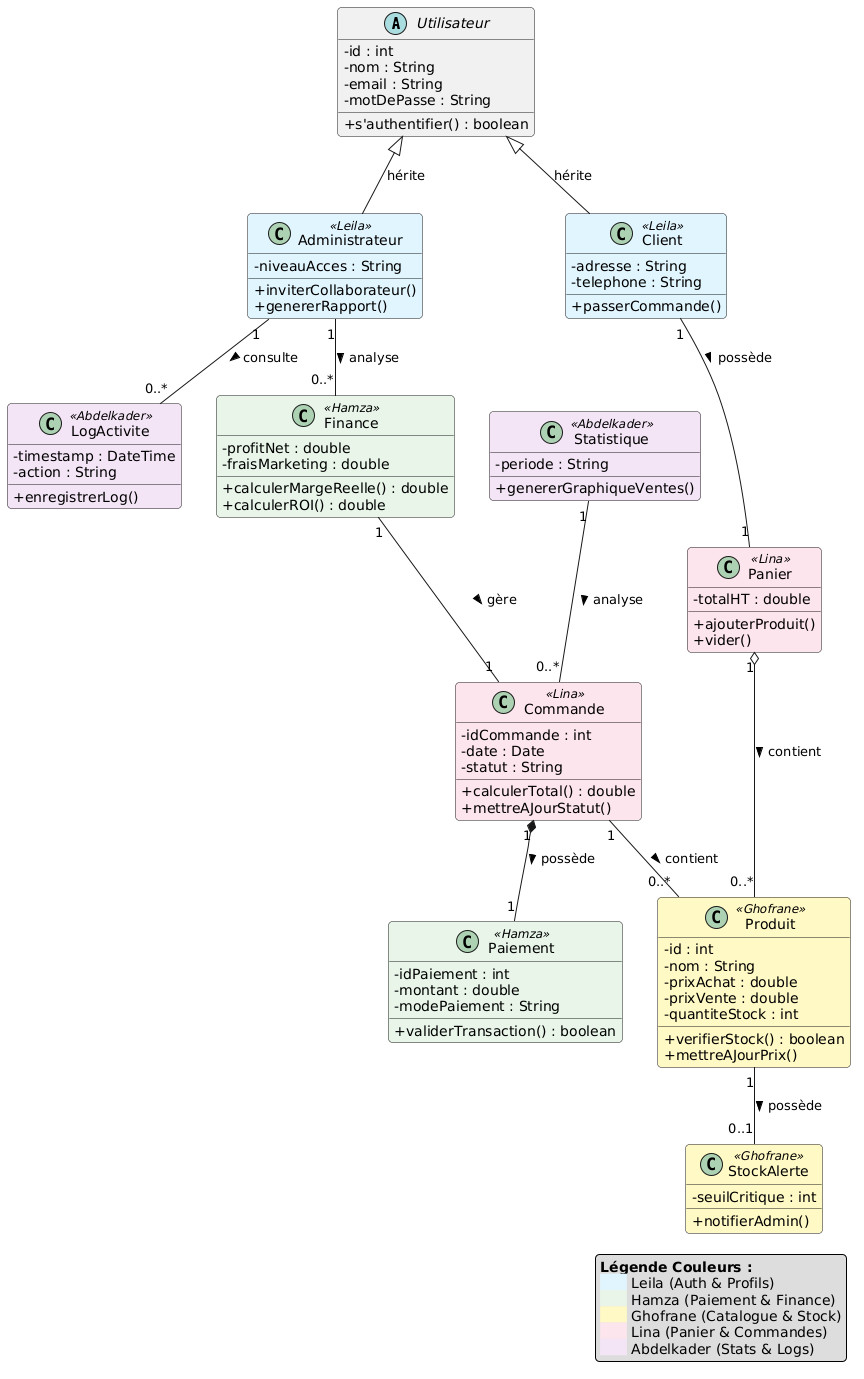 A Utilisateur
-id : int
-nom : String
-email : String
-motDePasse : String
+s'authentifier() : boolean
hérite
hérite
«Leila»
C Administrateur
-niveauAcces : String
+inviterCollaborateur()
+genererRapport()
«Leila»
C Client
-adresse : String
-telephone : String
+passerCommande()
1
consulte
0..*
1
analyse
0..*
1
possède
1
«Abdelkader»
C LogActivite
-timestamp : DateTime
-action : String
+enregistrerLog()
«Hamza»
C Finance
-profitNet : double
-fraisMarketing : double
+calculerMargeReelle() : double
+calculerROI() : double
«Abdelkader»
C Statistique
-periode : String
+genererGraphiqueVentes()
«Lina»
C Panier
-totalHT : double
+ajouterProduit()
+vider()
1
gère
1
1
analyse
0..*
1
contient
0..*
«Lina»
C Commande
-idCommande : int
-date : Date
-statut : String
+calculerTotal() : double
+mettreAJourStatut()
1
possède
1
1
contient
0..*
«Hamza»
C Paiement
-idPaiement : int
-montant : double
-modePaiement : String
+validerTransaction() : boolean
«Ghofrane»
C Produit
-id : int
-nom : String
-prixAchat : double
-prixVente : double
-quantiteStock : int
+verifierStock() : boolean
+mettreAJourPrix()
1
possède
0..1
«Ghofrane»
C StockAlerte
-seuilCritique : int
+notifierAdmin()
Légende Couleurs :
Leila (Auth & Profils)
Hamza (Paiement & Finance)
Ghofrane (Catalogue & Stock)
Lina (Panier & Commandes)
Abdelkader (Stats & Logs)